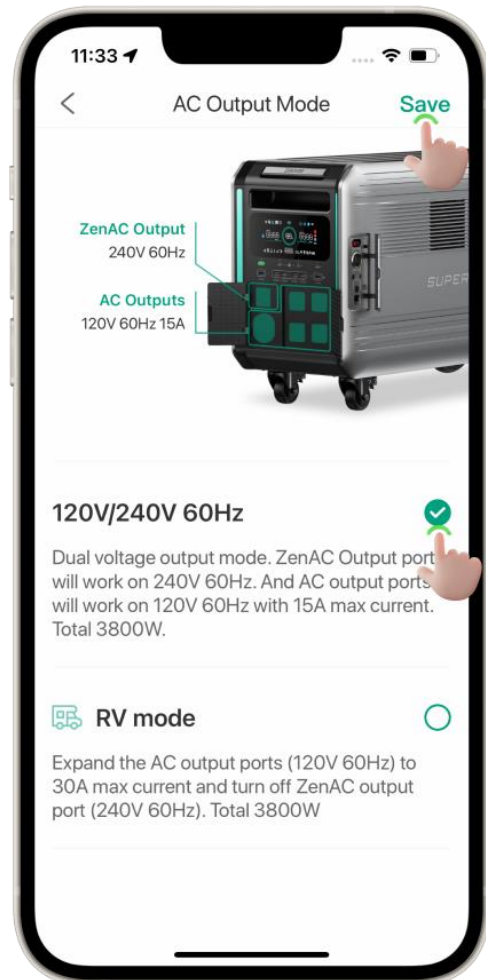 11:33
AC Output Mode
Save
ZenAC Output
240V 60Hz
AC Outputs
120V 60Hz 15A
SUPER
120V/240V 60Hz
Dual voltage output mode. ZenAC Output port
will work on 240V 60Hz. And AC output ports
will work on 120V 60Hz with 15A max current.
Total 3800W.
RV mode
Expand the AC output ports (120V 60Hz) to
30A max current and turn off ZenAC output
port (240V 60Hz). Total 3800W